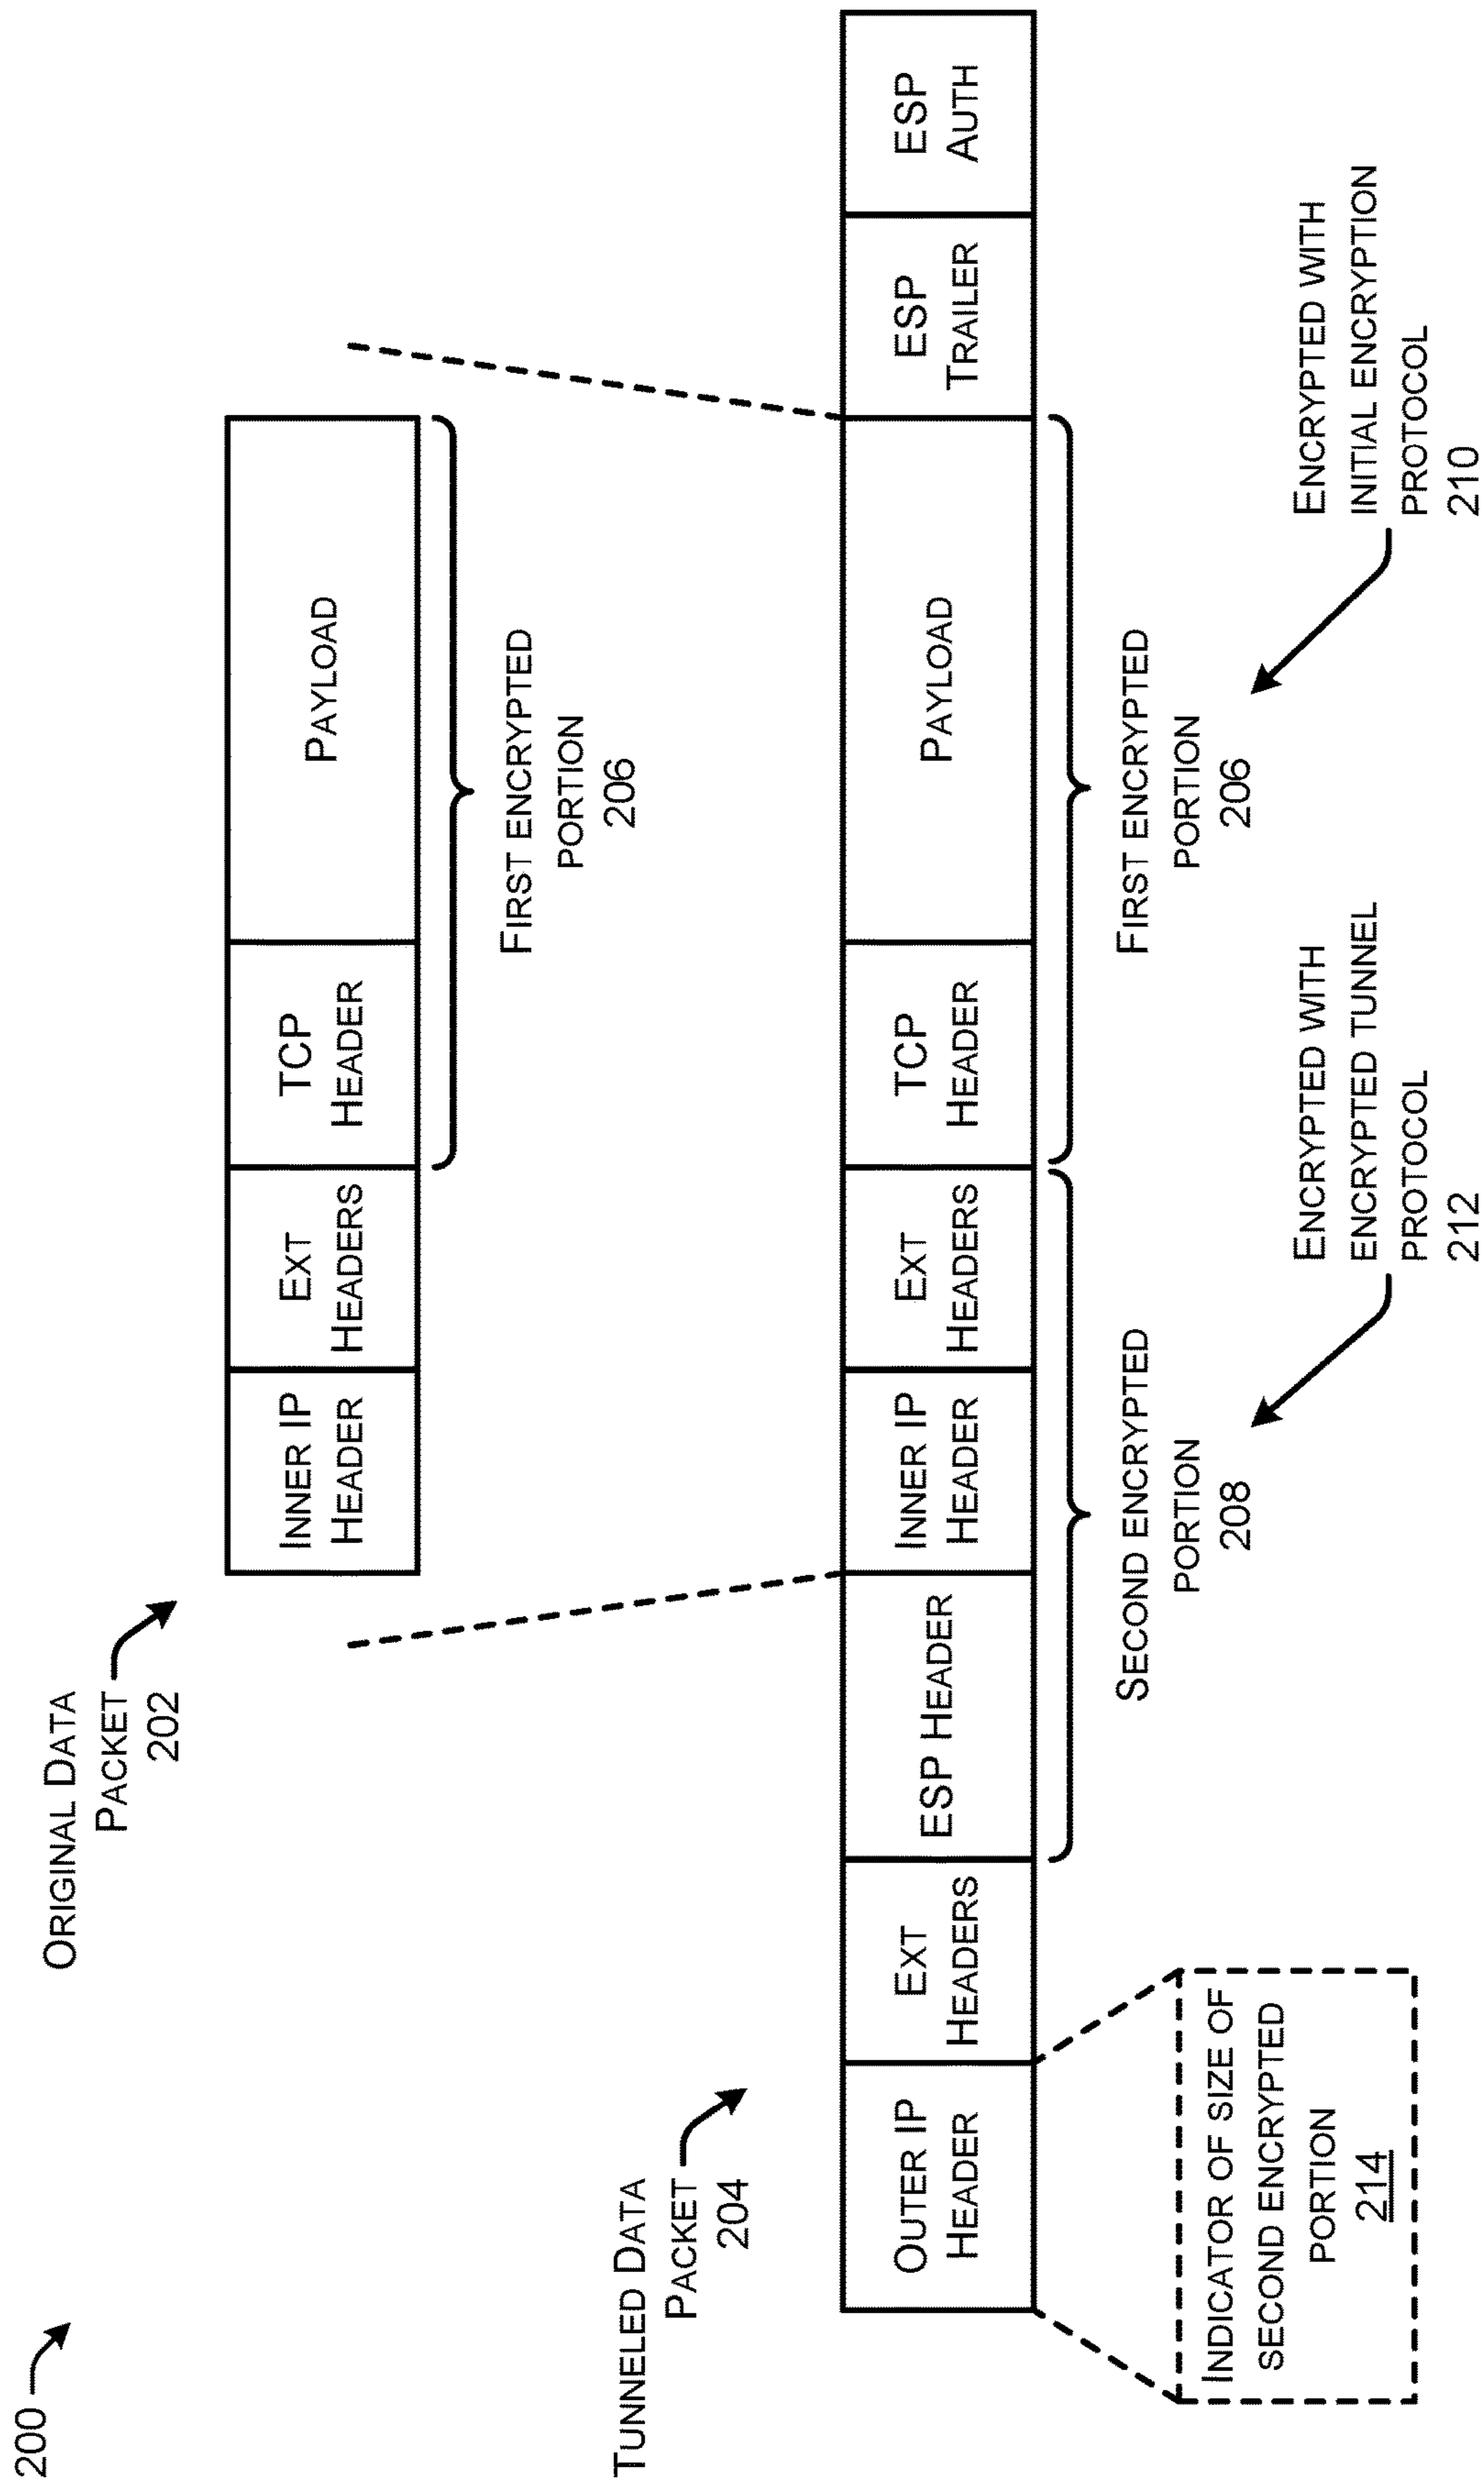 200
ORIGINAL DATA
PACKET
202
INNER IP
HEADER
EXT
HEADERS
TCP
HEADER
PAYLOAD
FIRST ENCRYPTED
PORTION
206
TUNNELED DATA
PACKET
204
OUTER IP
HEADER
EXT
HEADERS
ESP HEADER
INNER IP
HEADER
EXT
HEADERS
TCP
HEADER
PAYLOAD
ESP
TRAILER
ESP
AUTH
SECOND ENCRYPTED
PORTION
208
FIRST ENCRYPTED
PORTION
206
INDICATOR OF SIZE OF
SECOND ENCRYPTED
PORTION
214
ENCRYPTED WITH
ENCRYPTED TUNNEL
PROTOCOL
212
ENCRYPTED WITH
INITIAL ENCRYPTION
PROTOCOL
210